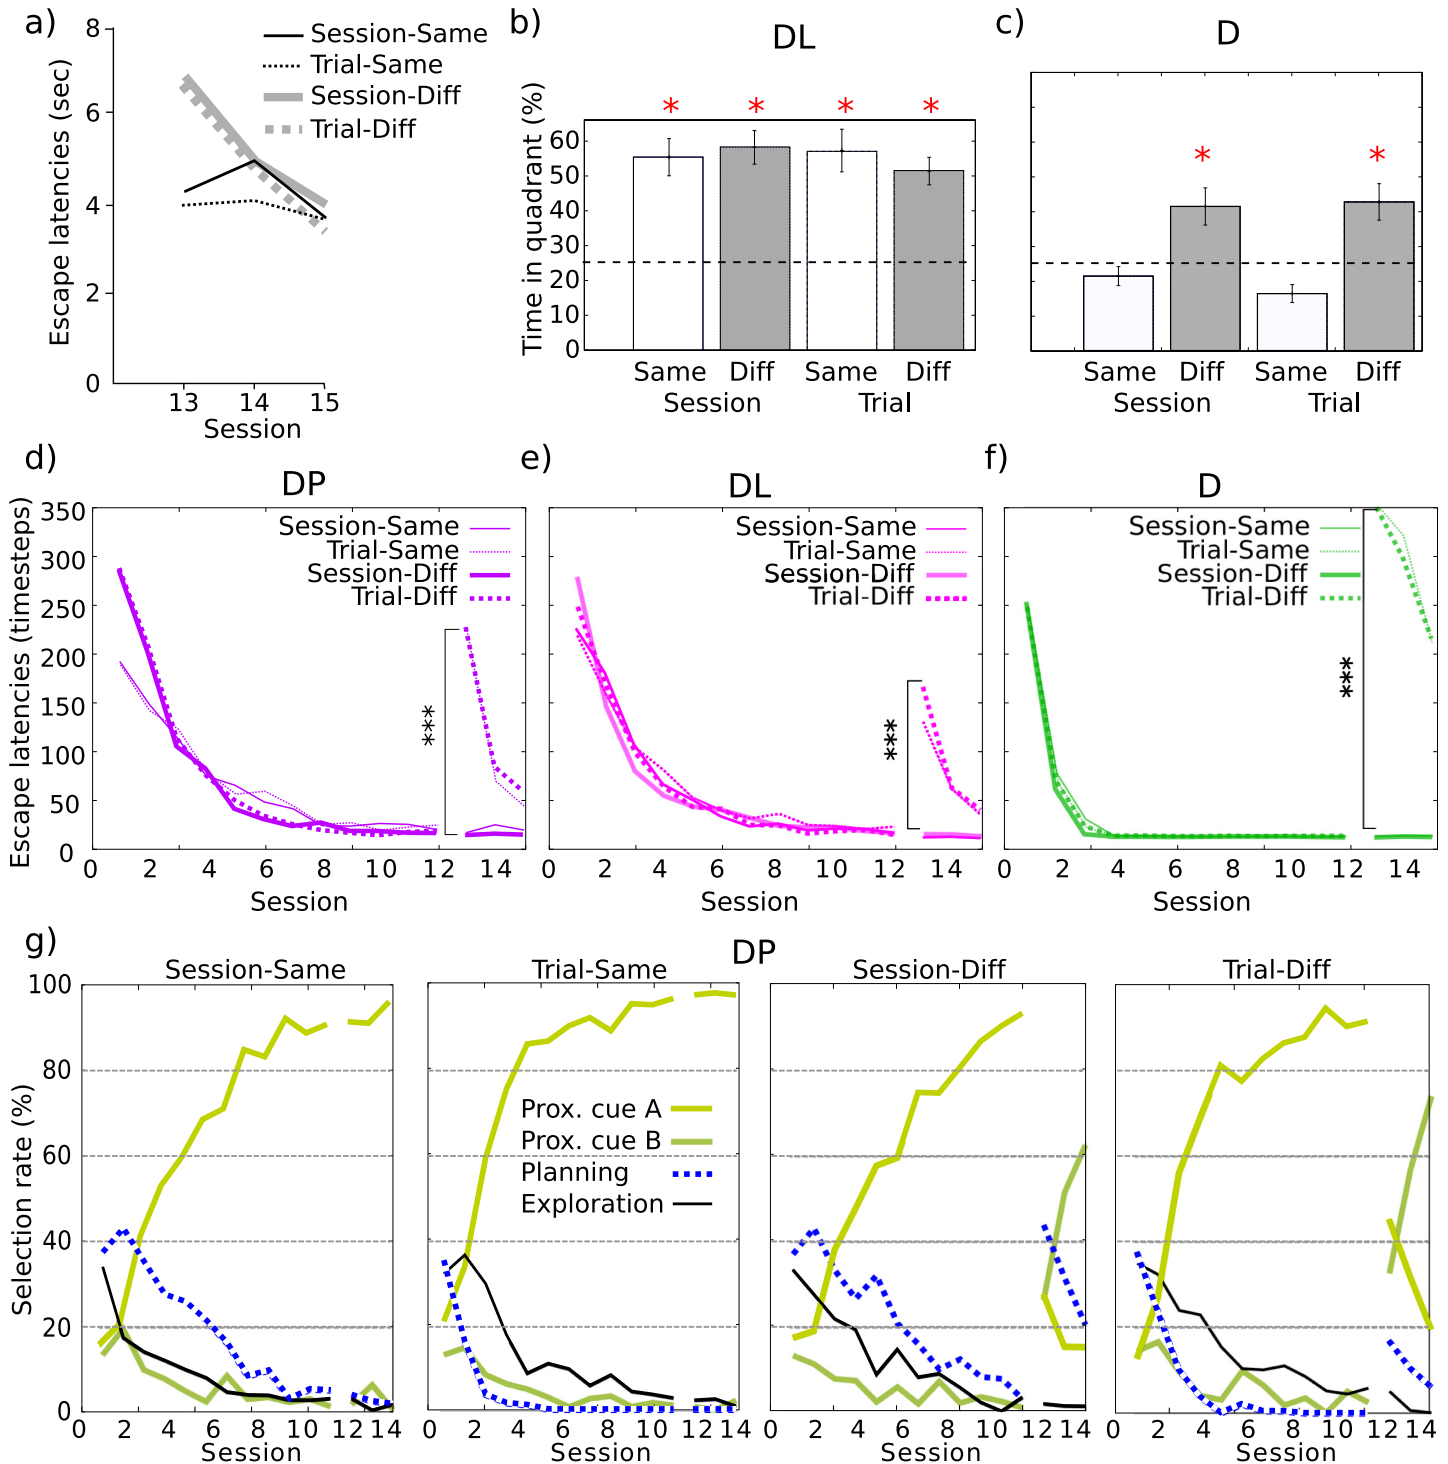 a)
8
6
4
2
0
Escape latencies (sec)
Session-Same
Trial-Same
Session-Diff
Trial-Diff
13 14 15
Session
b)
DL
Time in quadrant (%)
60
50
40
30
20
10
0
* * * *
Same Diff Same Diff
Session Trial
c)
D
* *
Same Diff Same Diff
Session Trial
d)
DP
Escape latencies (timesteps)
350
300
250
200
150
100
50
0
Session-Same
Trial-Same
Session-Diff
Trial-Diff
***
0 2 4 6 8 10 12 14
Session
e)
DL
Session-Same
Trial-Same
Session-Diff
Trial-Diff
***
0 2 4 6 8 10 12 14
Session
f)
D
Session-Same
Trial-Same
Session-Diff
Trial-Diff
***
0 2 4 6 8 10 12 14
Session
g)
DP
Session-Same
Trial-Same
Session-Diff
Trial-Diff
Selection rate (%)
100
80
60
40
20
0
Prox. cue A
Prox. cue B
Planning
Exploration
0 2 4 6 8 10 12 14
Session
0 2 4 6 8 10 12 14
Session
0 2 4 6 8 10 12 14
Session
0 2 4 6 8 10 12 14
Session